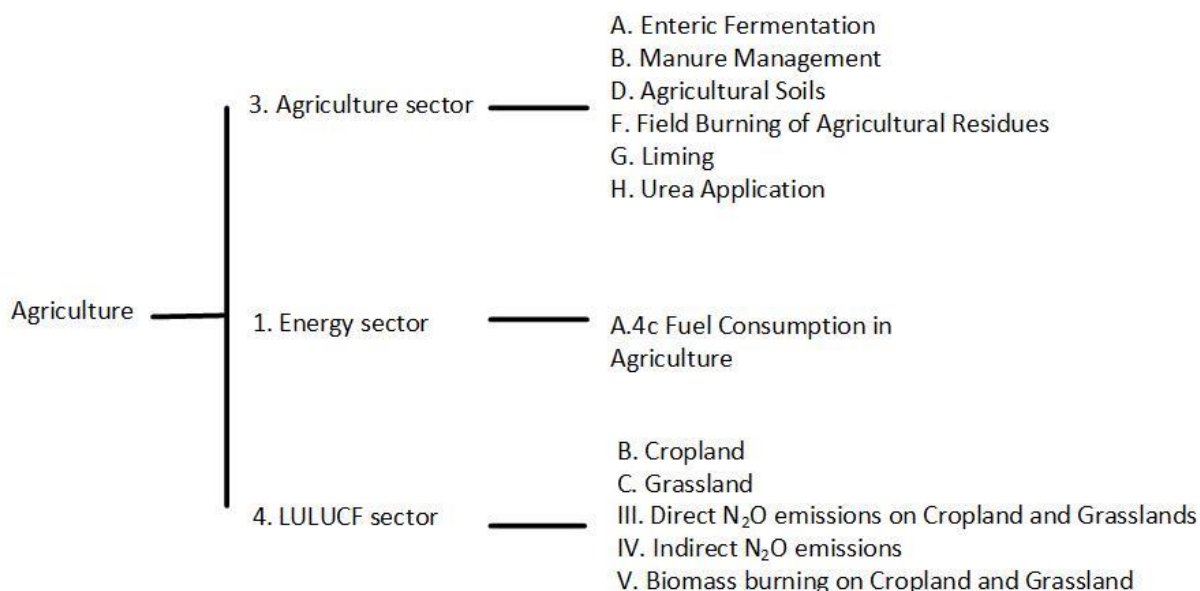 Agriculture
3. Agriculture sector
A. Enteric Fermentation
B. Manure Management
D. Agricultural Soils
F. Field Burning of Agricultural Residues
G. Liming
H. Urea Application
1. Energy sector
A.4c Fuel Consumption in
Agriculture
4. LULUCF sector
B. Cropland
C. Grassland
III. Direct N₂O emissions on Cropland and Grasslands
IV. Indirect N₂O emissions
V. Biomass burning on Cropland and Grassland